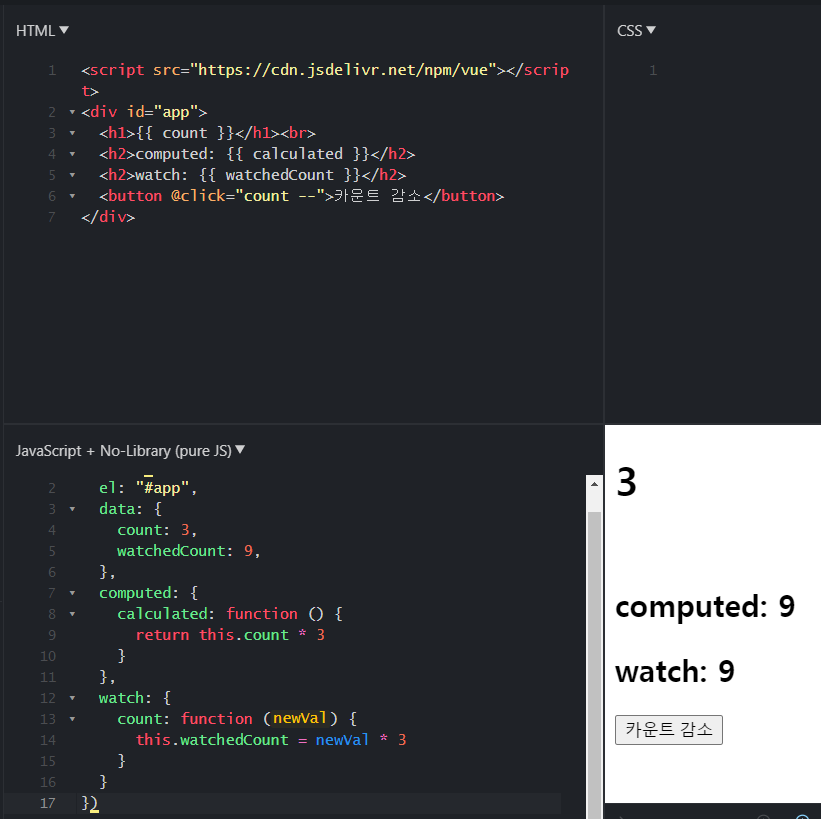 HTML ▼
1 <script src="https://cdn.jsdelivr.net/npm/vue"></scrip
t>
2 <div id="app">
3 <h1>{{ count }}</h1><br>
4 <h2>computed: {{ calculated }}</h2>
5 <h2>watch: {{ watchedCount }}</h2>
6 <button @click="count --">카운트 감소</button>
7 </div>
CSS ▼
1
JavaScript + No-Library (pure JS) ▼
2 el: "#app",
3 data: {
4 count: 3,
5 watchedCount: 9,
6 },
7 computed: {
8 calculated: function () {
9 return this.count * 3
10 }
11 },
12 watch: {
13 count: function (newVal) {
14 this.watchedCount = newVal * 3
15 }
16 }
17 })
3
computed: 9
watch: 9
카운트 감소